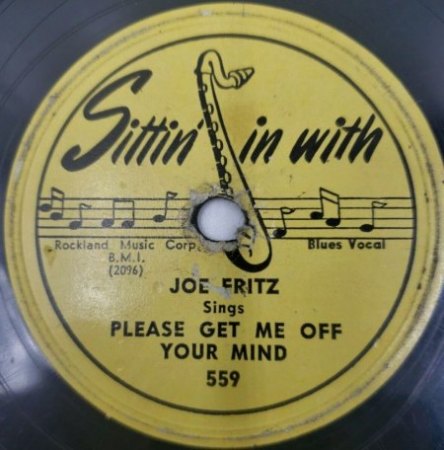 Sittin' in with
Rockland Music Corp Blues Vocal
B.M.I.
(2096)
JOE FRITZ
Sings
PLEASE GET ME OFF
YOUR MIND
559